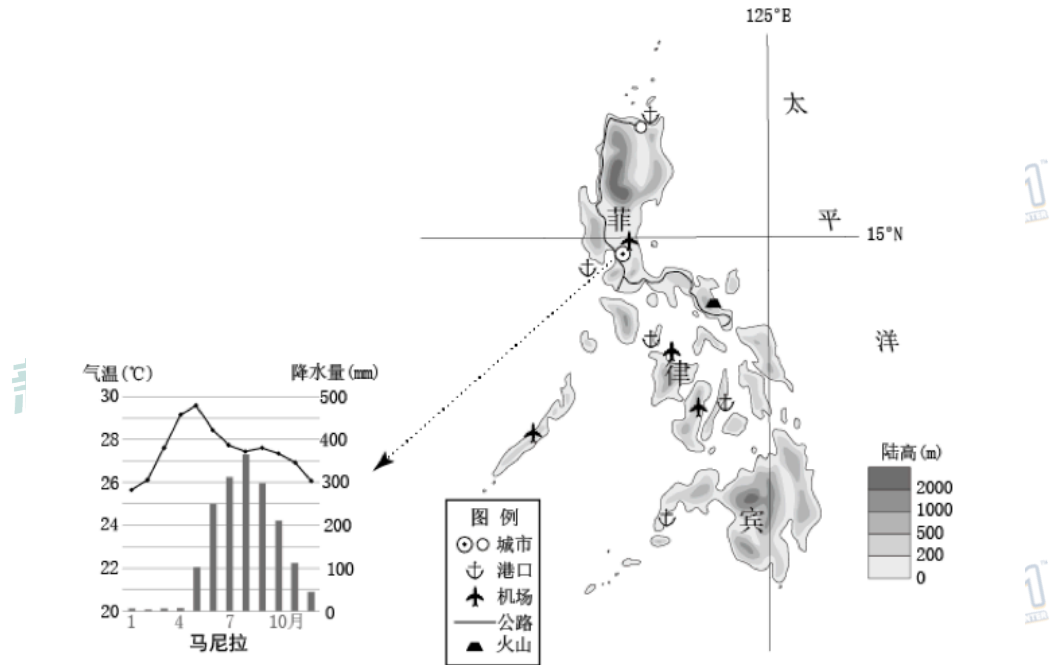 125°E
太
平
洋
15°N
菲
律
宾
气温(℃)
降水量(mm)
30
28
26
24
22
20
500
400
300
200
100
0
1
4
7
10月
马尼拉
图 例
城市
港口
机场
公路
火山
陆高(m)
2000
1000
500
200
0